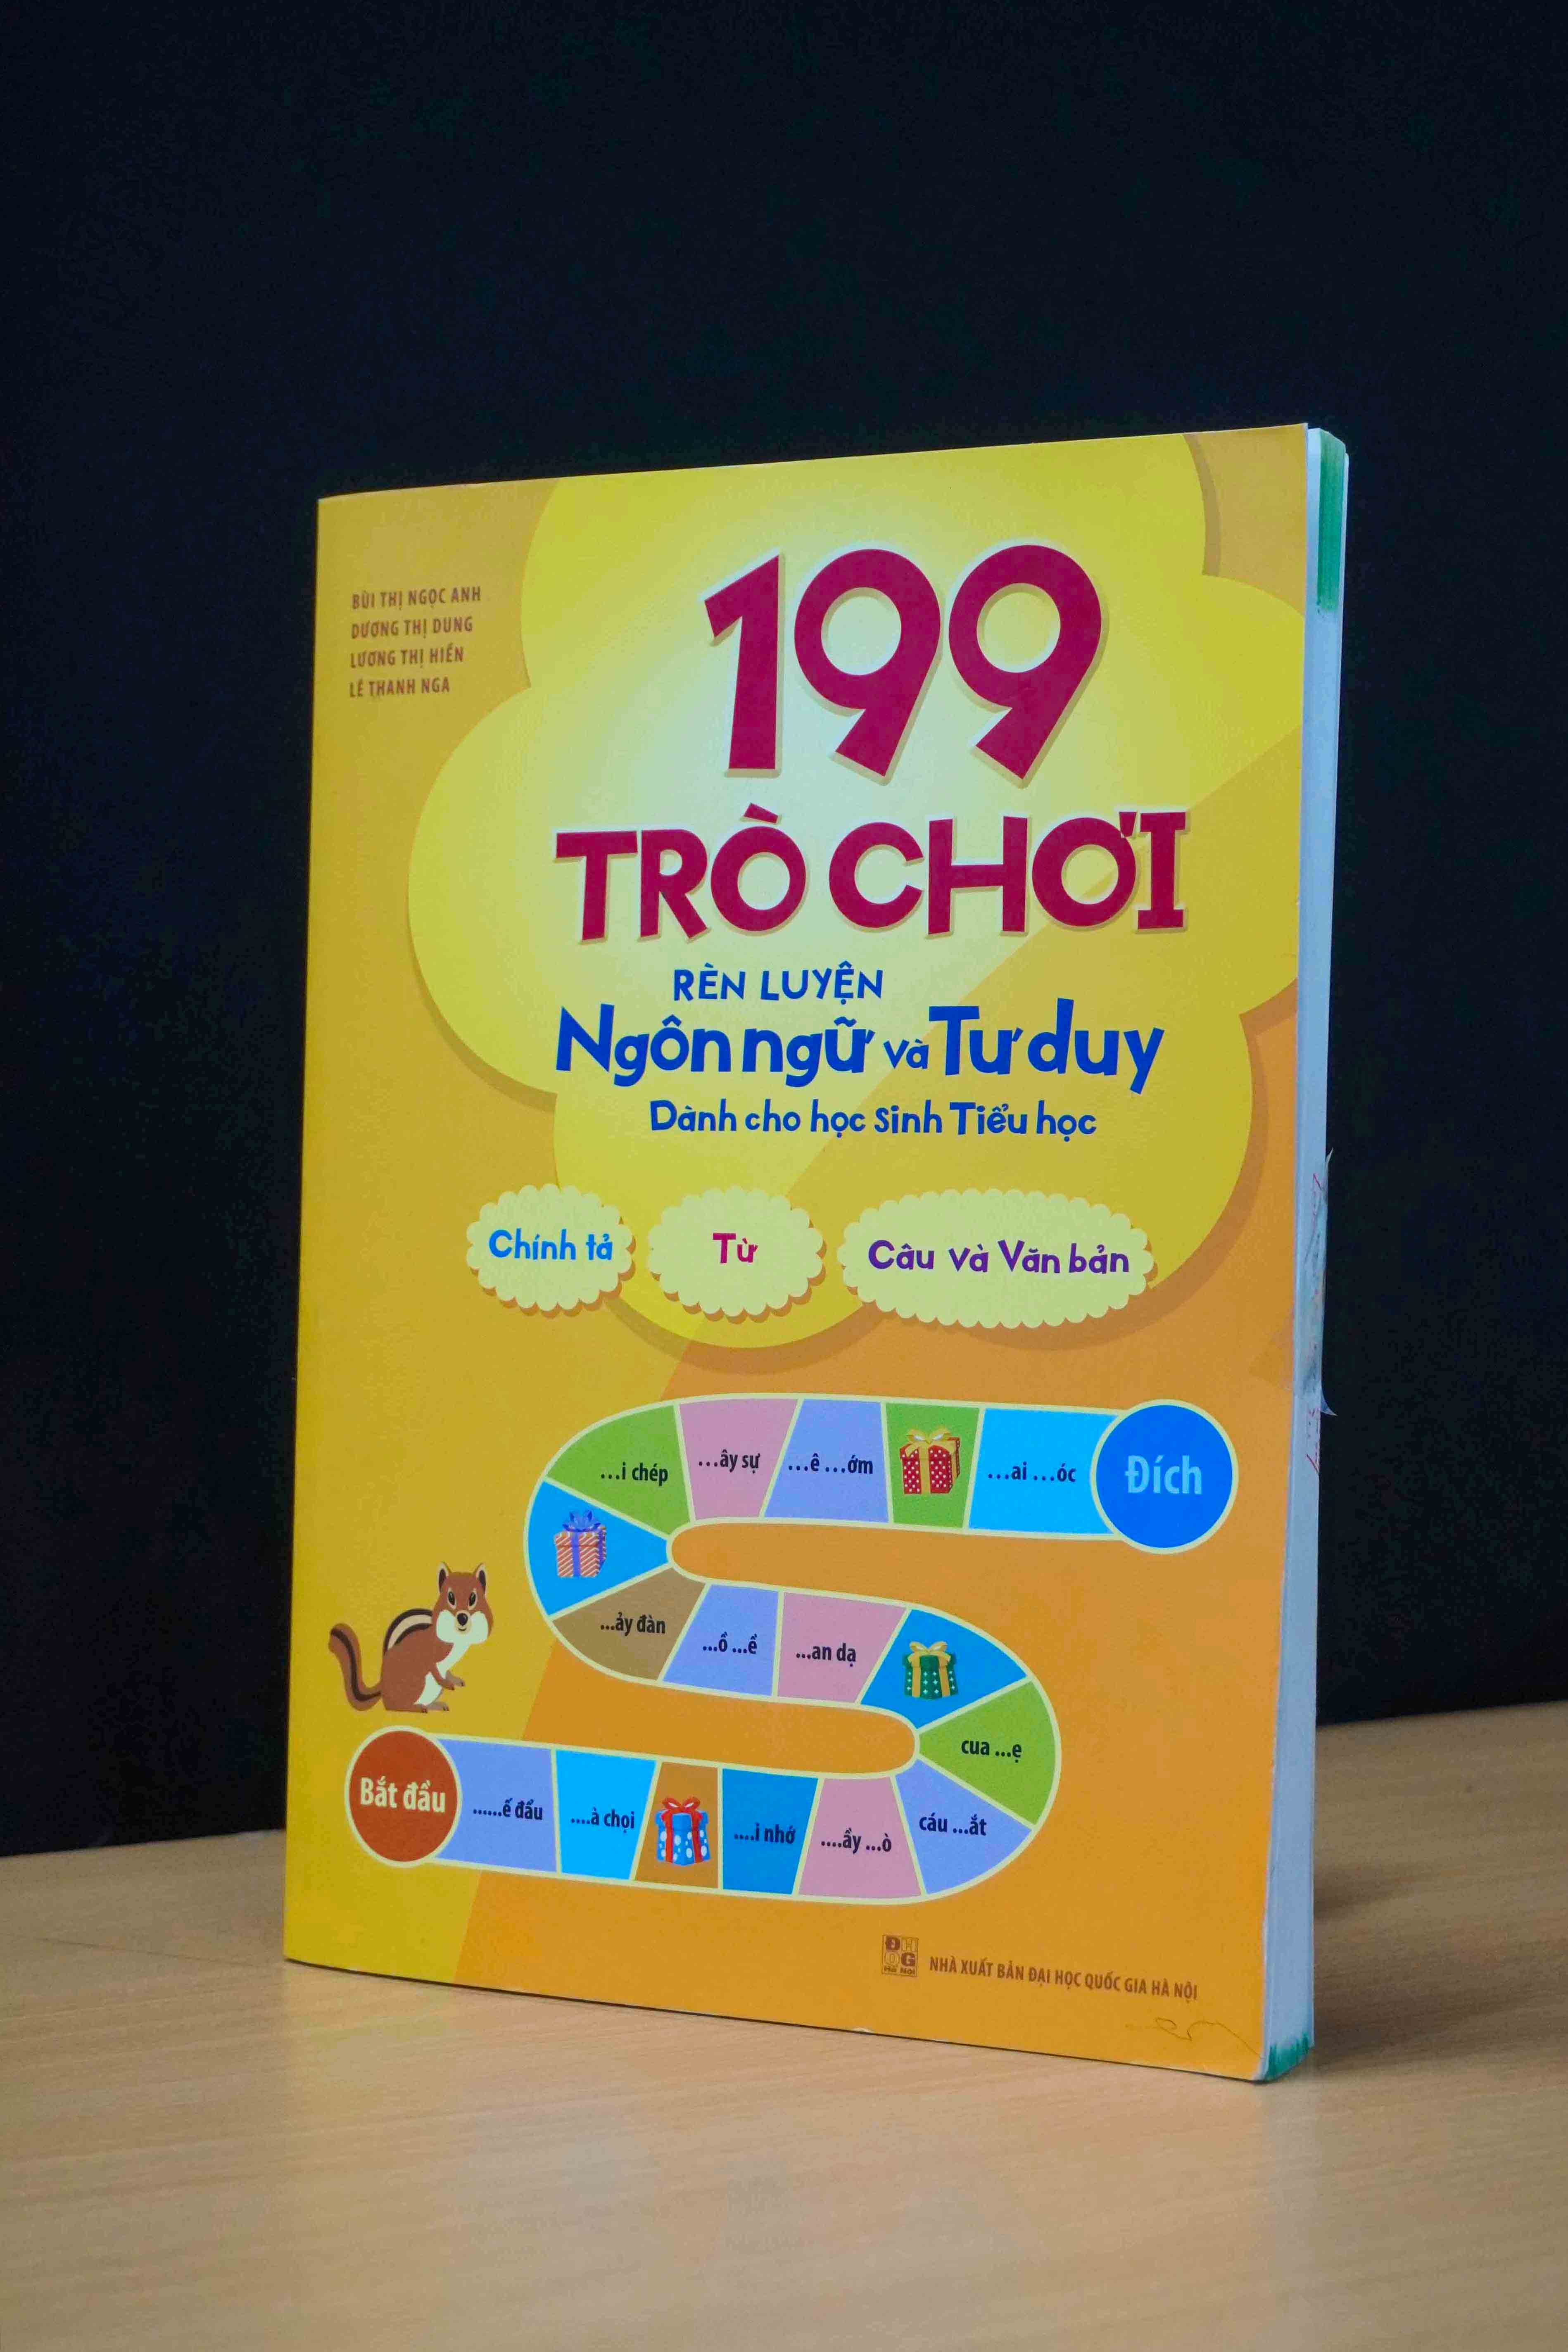 BÙI THỊ NGỌC ANH
DƯƠNG THỊ DUNG
LƯƠNG THỊ HIỀN
LÊ THANH NGA
199
TRÒ CHƠI
RÈN LUYỆN
Ngôn ngữ và Tư duy
Dành cho học sinh Tiểu học
Chính tả
Từ
Câu và Văn bản
...i chép
...ây sự
...ê ...ớm
...ai ...óc
Đích
...ảy đàn
...ồ ...ề
...an dạ
cua ...ẹ
Bắt đầu
......ế đẩu
....à chọi
....i nhớ
....ầy ...ò
cáu ...ắt
NHÀ XUẤT BẢN ĐẠI HỌC QUỐC GIA HÀ NỘI